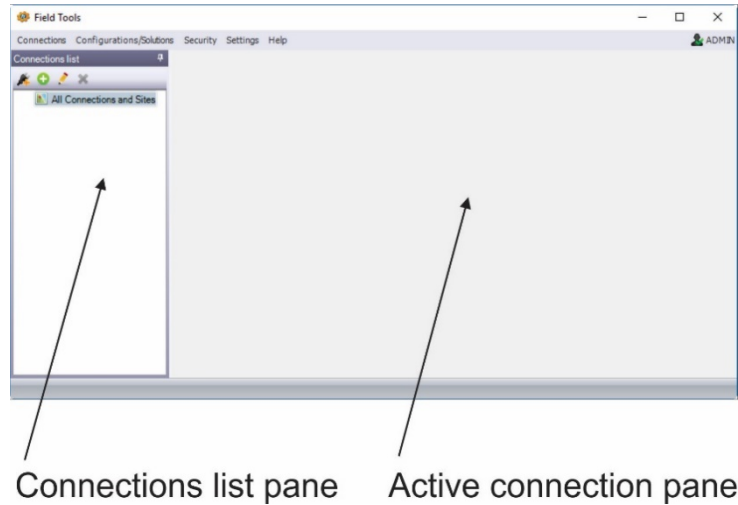 Field Tools
Connections Configurations/Solutions Security Settings Help ADMIN
Connections list
All Connections and Sites
Connections list pane Active connection pane